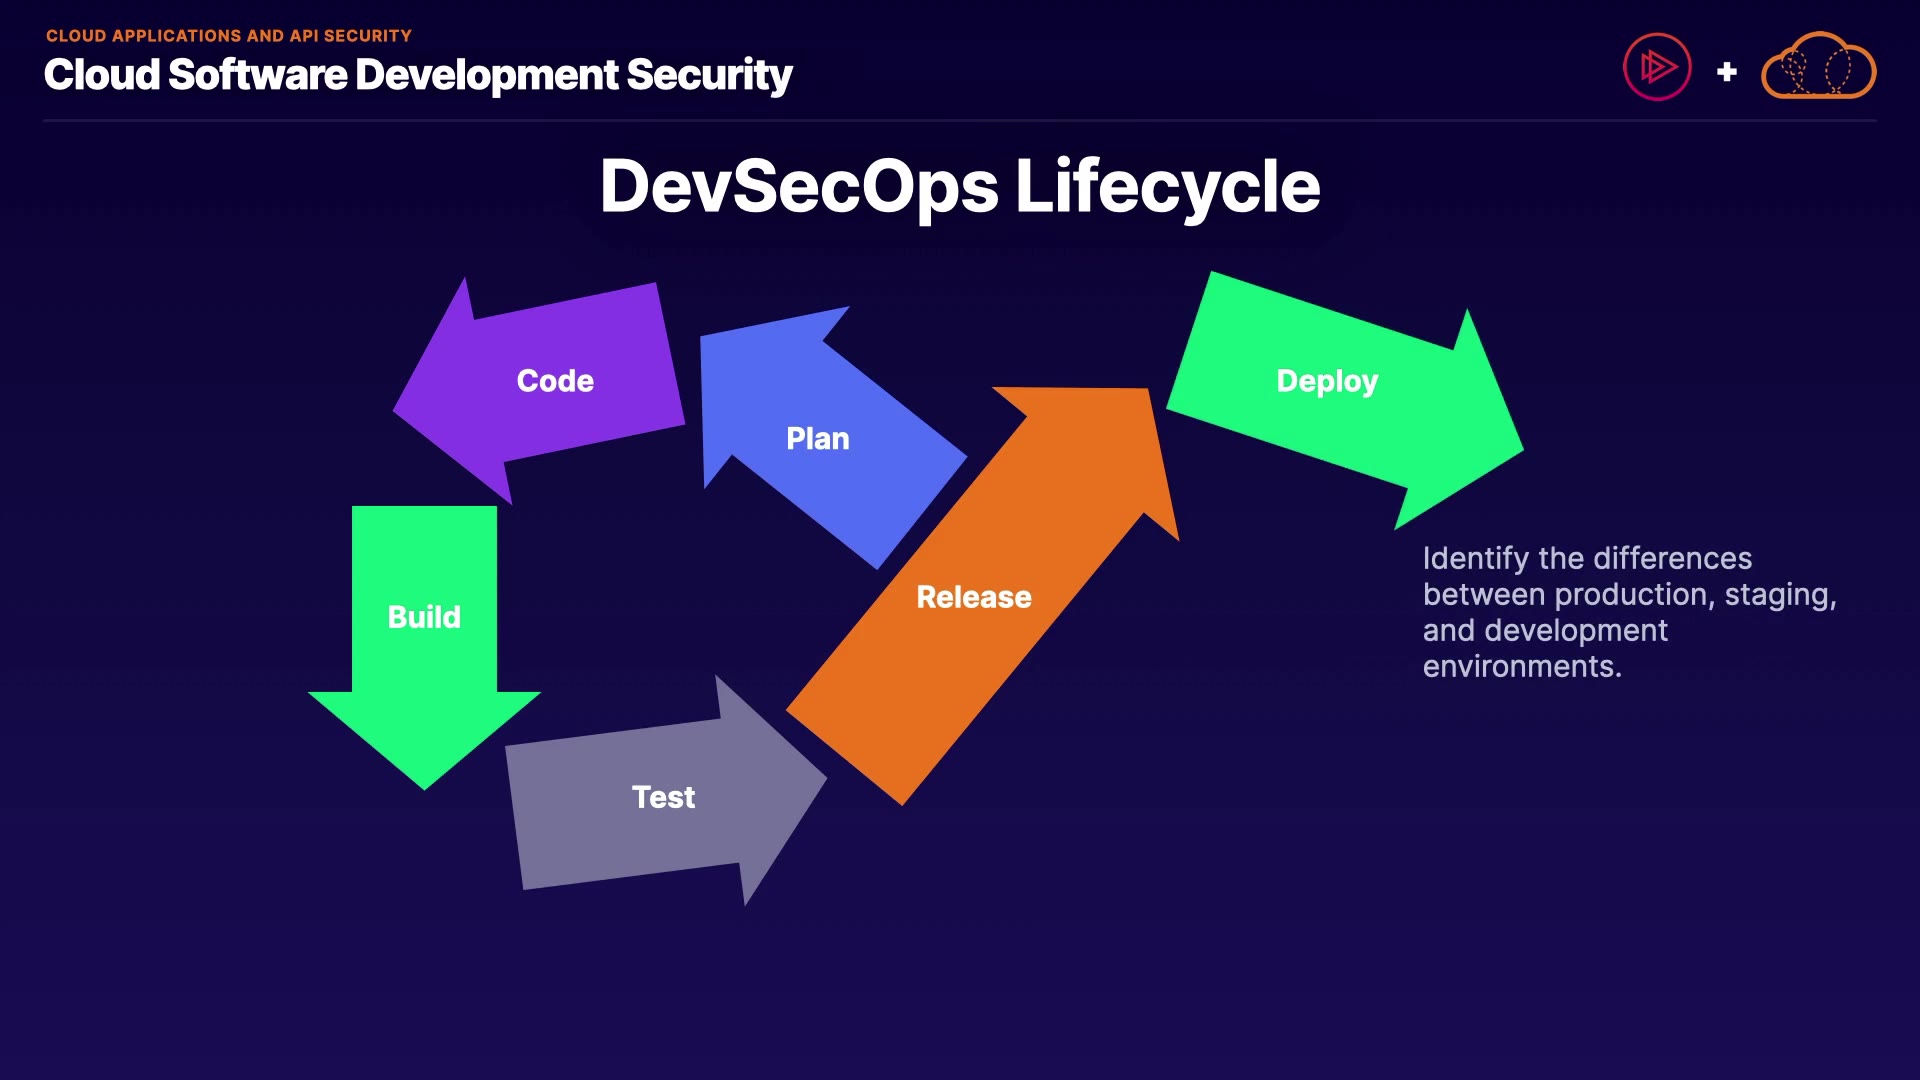 CLOUD APPLICATIONS AND API SECURITY
Cloud Software Development Security
DevSecOps Lifecycle
Code
Plan
Deploy
Build
Release
Test
Identify the differences
between production, staging,
and development
environments.